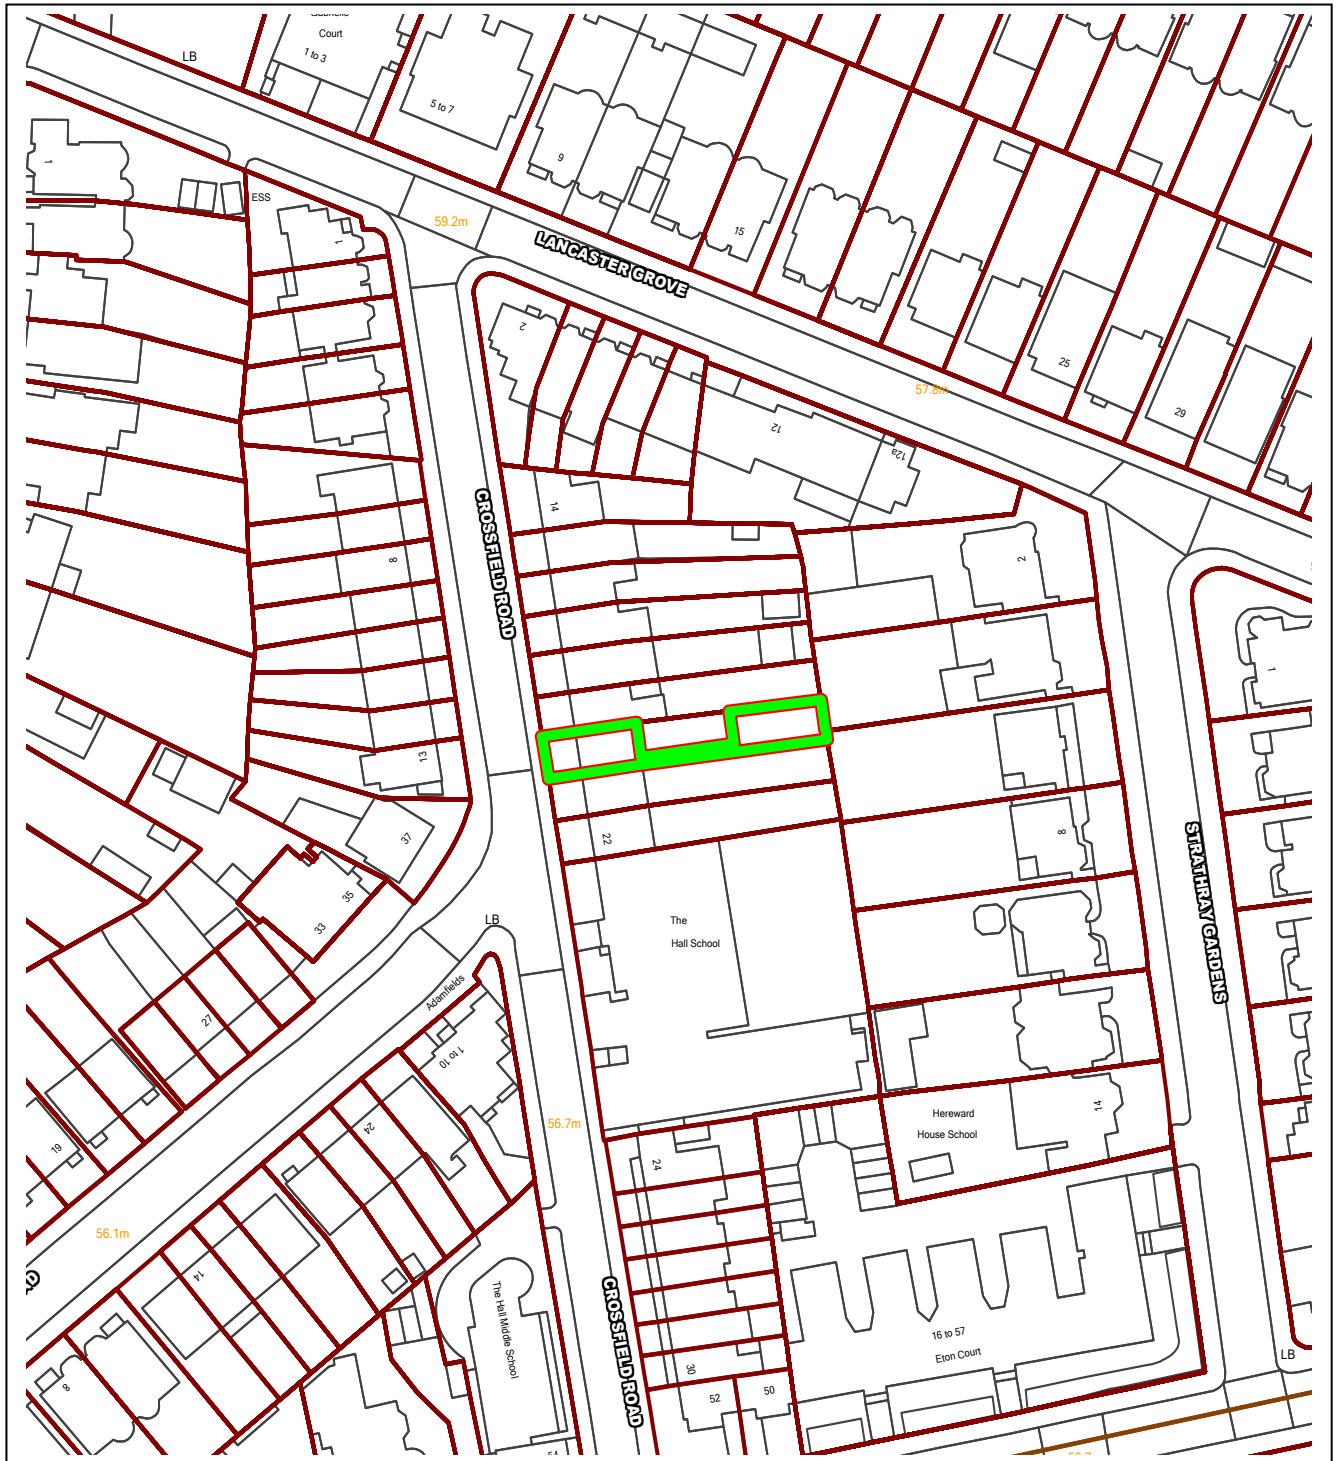 Court
1 to 3
LB
5 to 7
9
1
ESS
1
59.2m
LANCASTER GROVE
15
2
25
57.8m
29
12
12a
14
CROSSFIELD ROAD
8
2
1
13
37
22
8
STRATHRAY GARDENS
35
33
LB
The
Hall School
Adamfields
27
1 to 10
24
19
56.7m
24
Hereward
House School
14
56.1m
14
The Hall Middle School
CROSSFIELD ROAD
16 to 57
Eton Court
LB
30
8
52
50